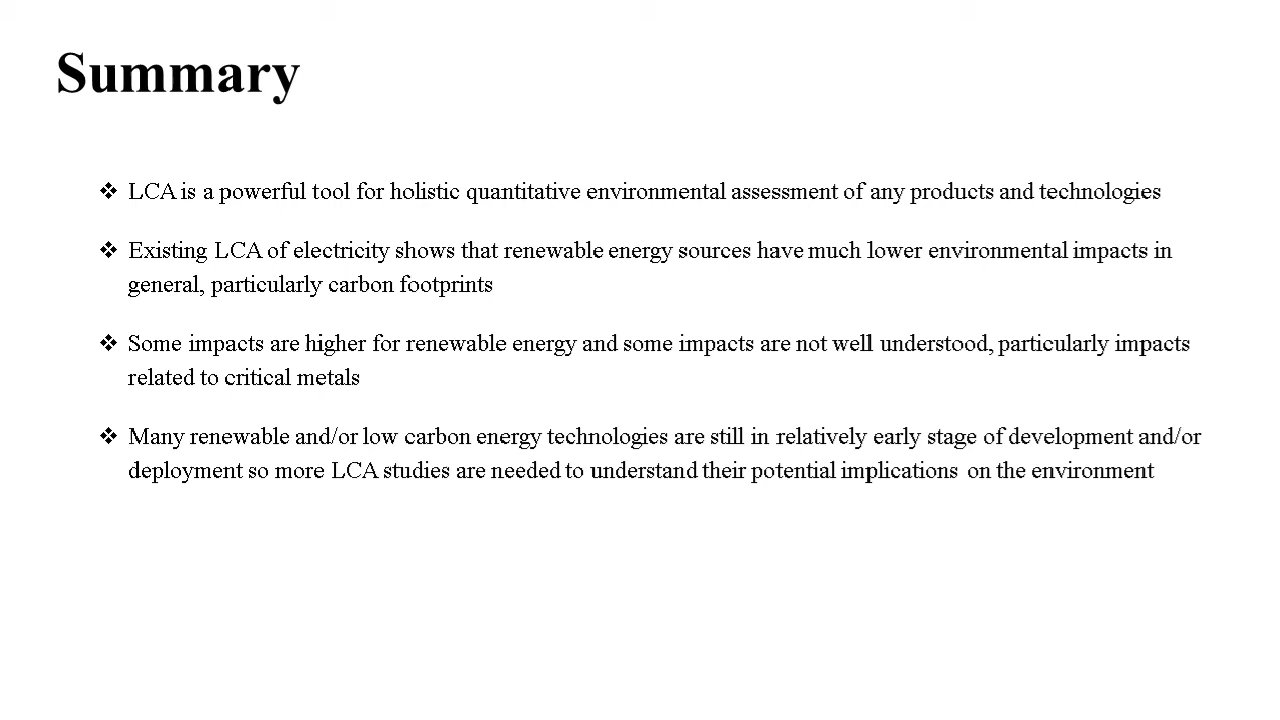 Summary
❖ LCA is a powerful tool for holistic quantitative environmental assessment of any products and technologies
❖ Existing LCA of electricity shows that renewable energy sources have much lower environmental impacts in
general, particularly carbon footprints
❖ Some impacts are higher for renewable energy and some impacts are not well understood, particularly impacts
related to critical metals
❖ Many renewable and/or low carbon energy technologies are still in relatively early stage of development and/or
deployment so more LCA studies are needed to understand their potential implications on the environment